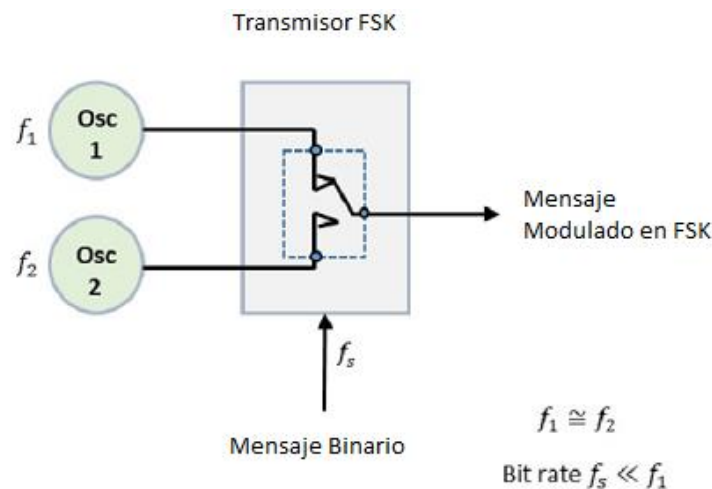 Transmisor FSK
Osc
1
f₁
Osc
2
f₂
Mensaje
Modulado en FSK
fₛ
Mensaje Binario
f₁ ≅ f₂
Bit rate fₛ ≪ f₁